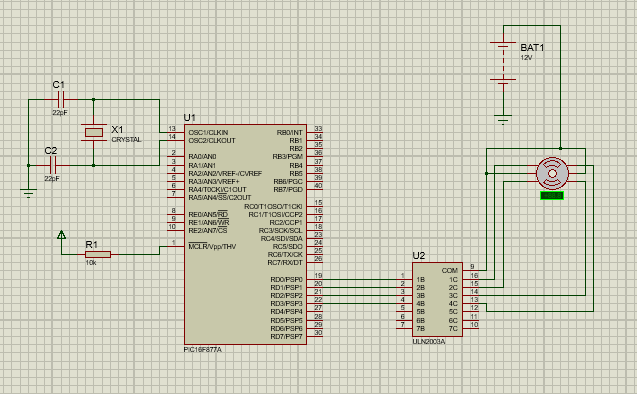 BAT1
12V
C1
22pF
X1
CRYSTAL
C2
22pF
U1
13 OSC1/CLKIN RB0/INT 33
14 OSC2/CLKOUT RB1 34
RB2 35
2 RA0/AN0 RB3/PGM 36
3 RA1/AN1 RB4 37
4 RA2/AN2/VREF-/CVREF RB5 38
5 RA3/AN3/VREF+ RB6/PGC 39
6 RA4/T0CKI/C1OUT RB7/PGD 40
7 RA5/AN4/SS/C2OUT
RC0/T1OSO/T1CKI 15
8 RE0/AN5/RD RC1/T1OSI/CCP2 16
9 RE1/AN6/WR RC2/CCP1 17
10 RE2/AN7/CS RC3/SCK/SCL 18
RC4/SDI/SDA 23
1 MCLR/Vpp/THV RC5/SDO 24
RC6/TX/CK 25
RC7/RX/DT 26
RD0/PSP0 19
RD1/PSP1 20
RD2/PSP2 21
RD3/PSP3 22
RD4/PSP4 27
RD5/PSP5 28
RD6/PSP6 29
RD7/PSP7 30
PIC16F877A
R1
10k
U2
COM 9
1 1B 1C 16
2 2B 2C 15
3 3B 3C 14
4 4B 4C 13
5 5B 5C 12
6 6B 6C 11
7 7B 7C 10
ULN2003A